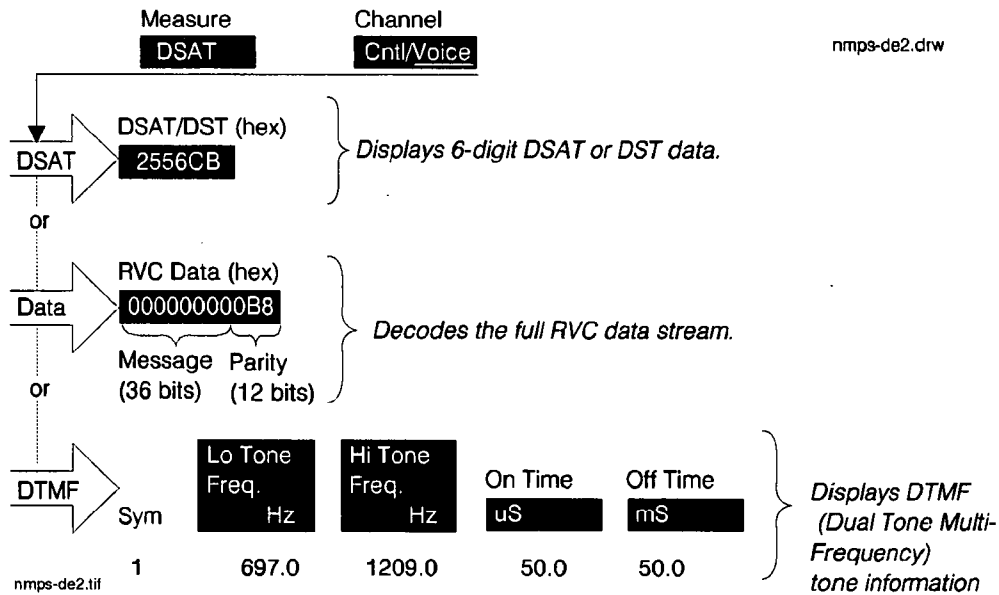 Measure Channel
DSAT Cntl/Voice
nmps-de2.drw
DSAT/DST (hex)
DSAT 2556CB
Displays 6-digit DSAT or DST data.
or
RVC Data (hex)
Data 000000000B8
Decodes the full RVC data stream.
Message Parity
(36 bits) (12 bits)
or
DTMF
Sym
Lo Tone
Freq.
Hz
Hi Tone
Freq.
Hz
On Time
uS
Off Time
mS
1 697.0 1209.0 50.0 50.0
Displays DTMF
(Dual Tone Multi-
Frequency)
tone information
nmps-de2.tif